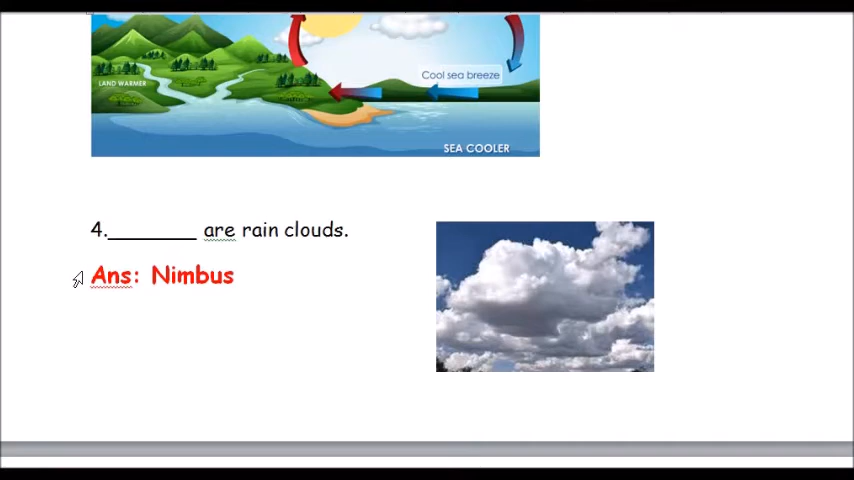 Cool sea breeze
LAND WARMER
SEA COOLER
4.________ are rain clouds.
Ans: Nimbus